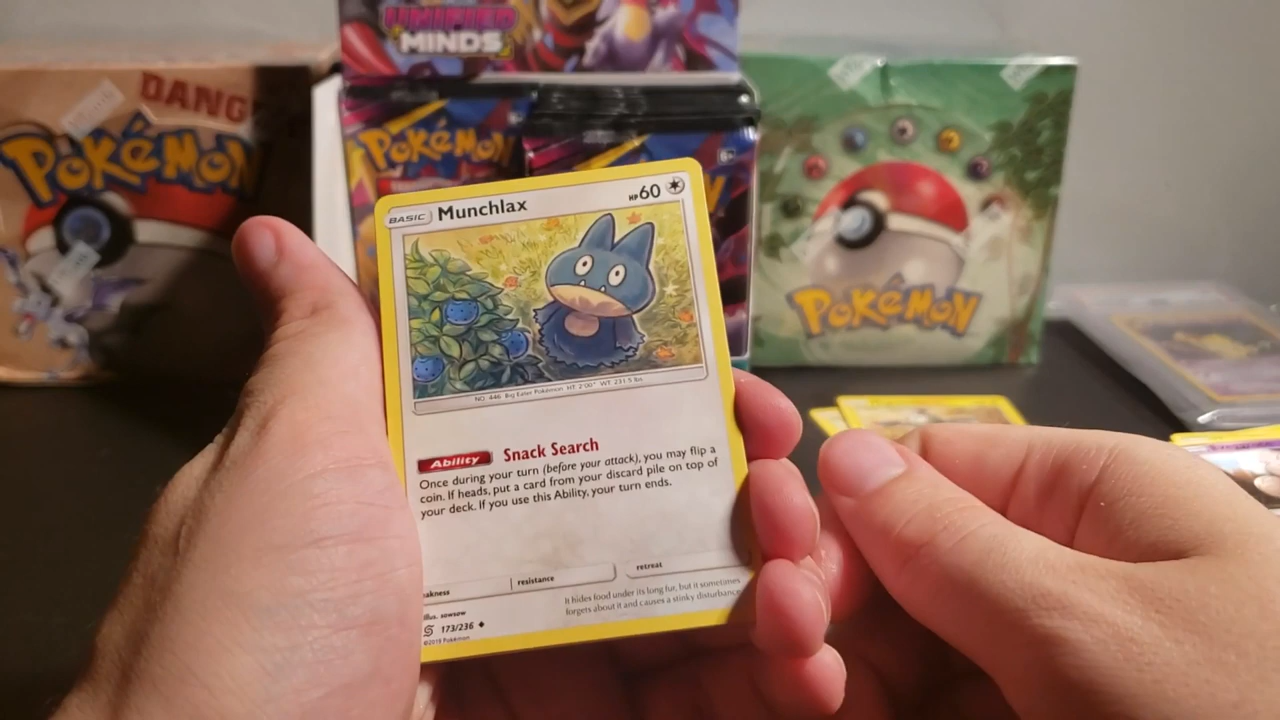 UNIFIED
MINDS
DANG
POKÉMON
POKÉMON
POKÉMON
BASIC Munchlax HP60
NO. 446 Big Eater Pokémon HT: 2'00" WT: 231.5 lbs
Ability Snack Search
Once during your turn (before your attack), you may flip a
coin. If heads, put a card from your discard pile on top of
your deck. If you use this Ability, your turn ends.
akness resistance retreat
It hides food under its long fur, but it sometimes
forgets about it and causes a stinky disturbance
illus. sowsow
173/236
©2019 Pokémon